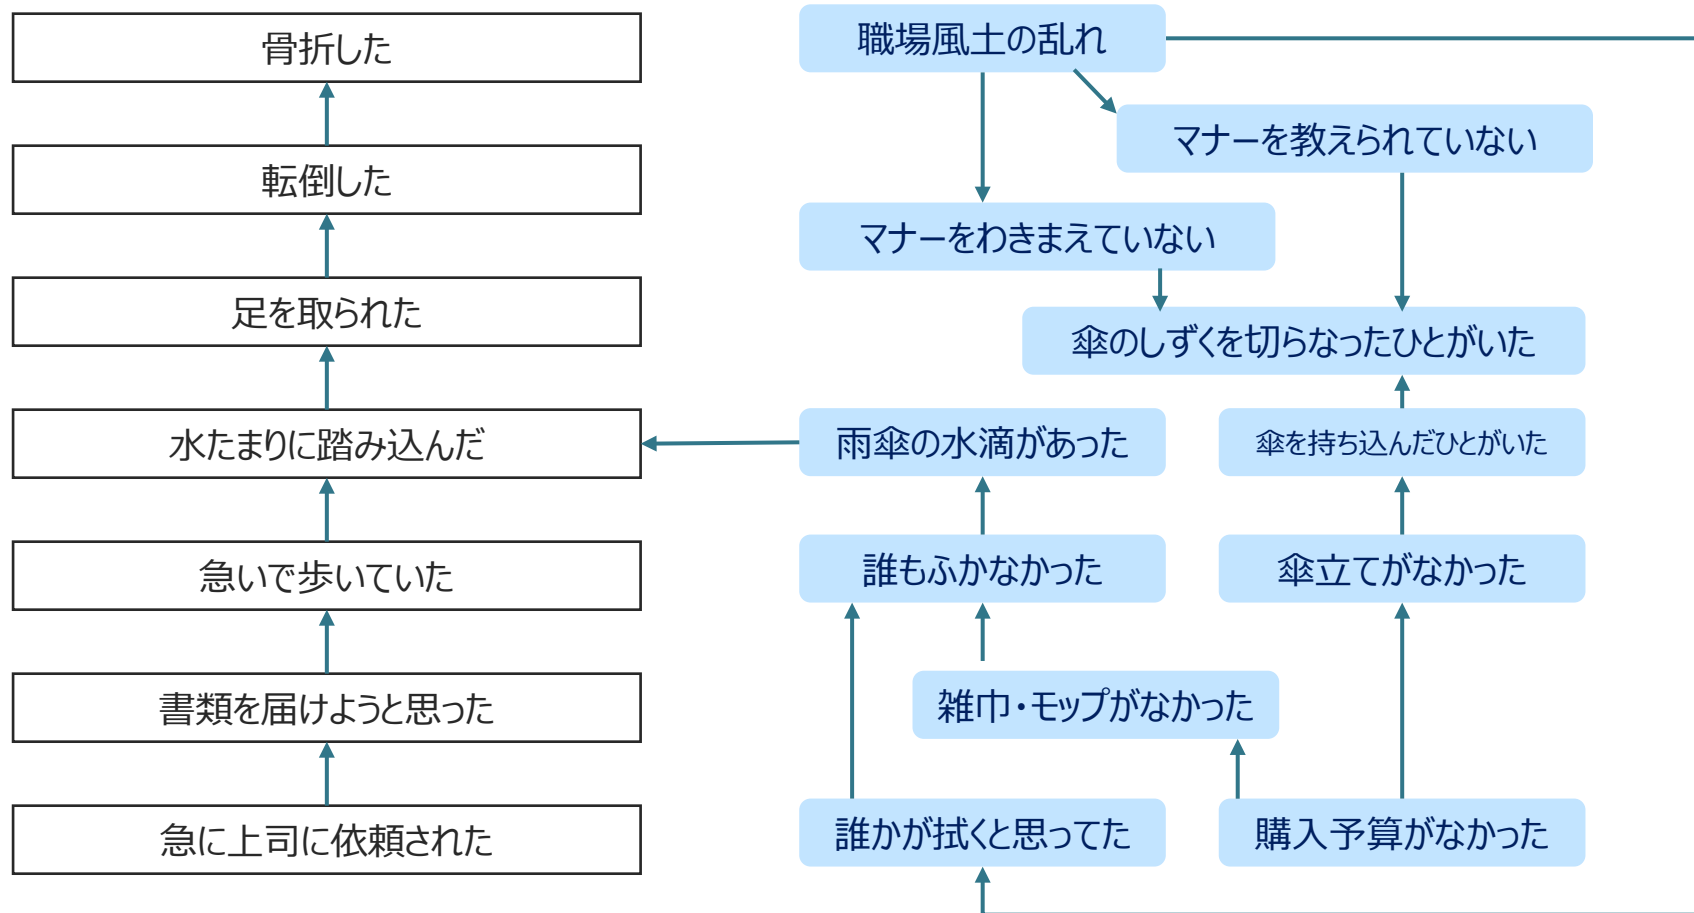 骨折した
転倒した
足を取られた
水たまりに踏み込んだ
急いで歩いていた
書類を届けようと思った
急に上司に依頼された
職場風土の乱れ
マナーを教えられていない
マナーをわきまえていない
傘のしずくを切らなったひとがいた
雨傘の水滴があった
傘を持ち込んだひとがいた
誰もふかなかった
傘立てがなかった
雑巾・モップがなかった
誰かが拭くと思ってた
購入予算がなかった